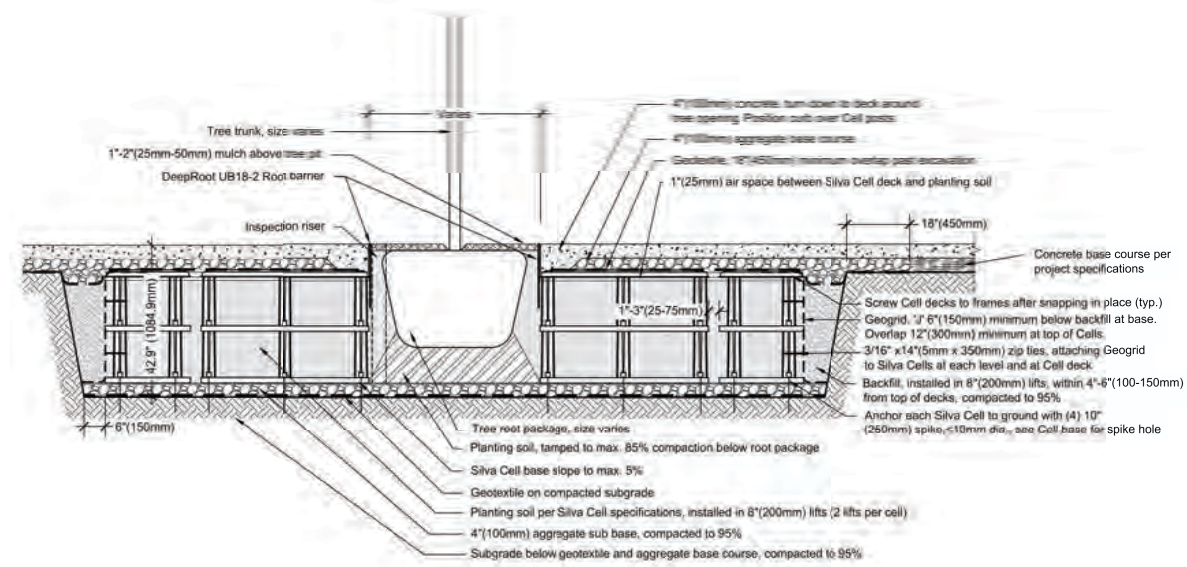 Varies
Tree trunk, size varies
1"-2"(25mm-50mm) mulch above tree pit
DeepRoot UB18-2 Root barrier
Inspection riser
4"(100mm) concrete, turn down to deck around
tree opening Position curb over Cell posts
4"(100mm) aggregate base course
Geotextile, 18"(450mm) minimum overlap past excavation
1"(25mm) air space between Silva Cell deck and planting soil
18"(450mm)
Concrete base course per
project specifications
Screw Cell decks to frames after snapping in place (typ.)
Geogrid, 6"(150mm) minimum below backfill at base.
Overlap 12"(300mm) minimum at top of Cells.
3/16" x14"(5mm x 350mm) zip ties, attaching Geogrid
to Silva Cells at each level and at Cell deck
Backfill, installed in 8"(200mm) lifts, within 4"-6"(100-150mm)
from top of decks, compacted to 95%
Anchor each Silva Cell to ground with (4) 10"
(250mm) spike,<10mm dia., see Cell base for spike hole
1"-3"(25-75mm)
42.9" (1084.9mm)
6"(150mm)
Tree root package, size varies
Planting soil, tamped to max. 85% compaction below root package
Silva Cell base slope to max. 5%
Geotextile on compacted subgrade
Planting soil per Silva Cell specifications, installed in 8"(200mm) lifts (2 lifts per cell)
4"(100mm) aggregate sub base, compacted to 95%
Subgrade below geotextile and aggregate base course, compacted to 95%